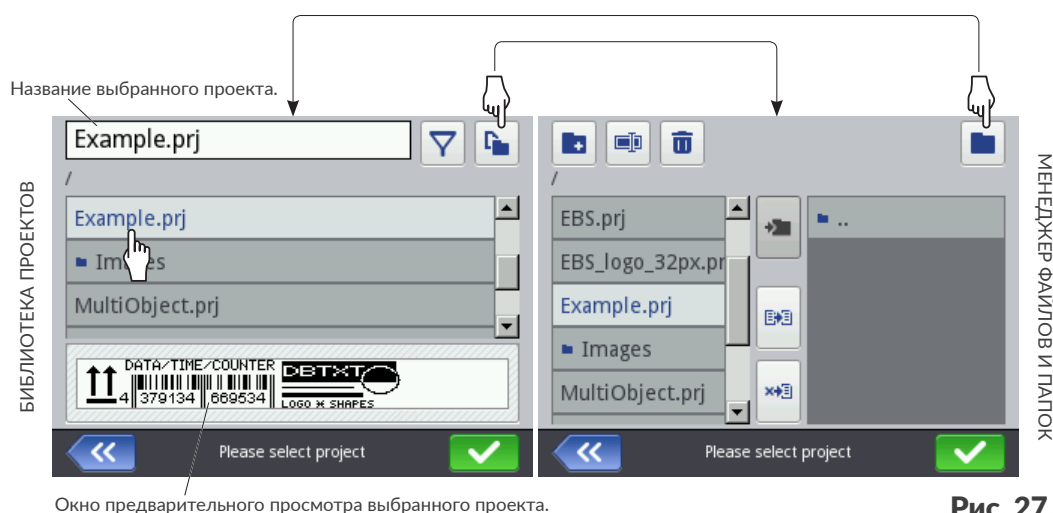 Название выбранного проекта.
БИБЛИОТЕКА ПРОЕКТОВ
Example.prj
/
Example.prj
Images
MultiObject.prj
DATA/TIME/COUNTER
4 379134 669534
DBTXT
LOGO * SHAPES
Please select project
/
EBS.prj
EBS_logo_32px.pr
Example.prj
Images
MultiObject.prj
..
Please select project
МЕНЕДЖЕР ФАЙЛОВ И ПАПОК
Окно предварительного просмотра выбранного проекта.
Рис. 27